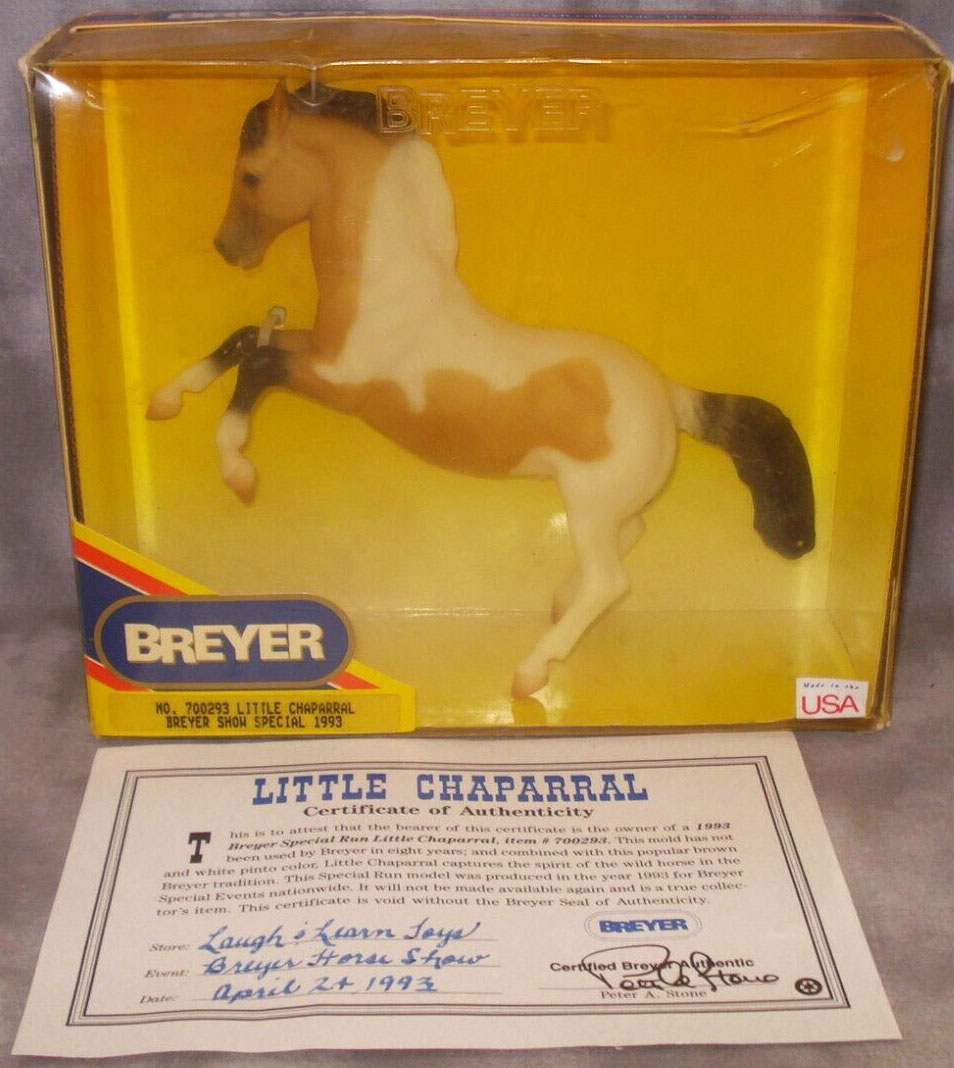 BREYER
BREYER
NO. 700293 LITTLE CHAPARRAL
BREYER SHOW SPECIAL 1993
Made in the
USA
LITTLE CHAPARRAL
Certificate of Authenticity
This is to attest that the bearer of this certificate is the owner of a 1993
Breyer Special Run Little Chaparral, item # 700293. This mold has not
been used by Breyer in eight years; and combined with this popular brown
and white pinto color, Little Chaparral captures the spirit of the wild horse in the
Breyer tradition. This Special Run model was produced in the year 1993 for Breyer
Special Events nationwide. It will not be made available again and is a true collec-
tor's item. This certificate is void without the Breyer Seal of Authenticity.
Store: Laugh & Learn Toys
Event: Breyer Horse Show
Date: April 24 1993
BREYER
Certified Breyer Authentic
Peter A. Stone
Peter A. Stone